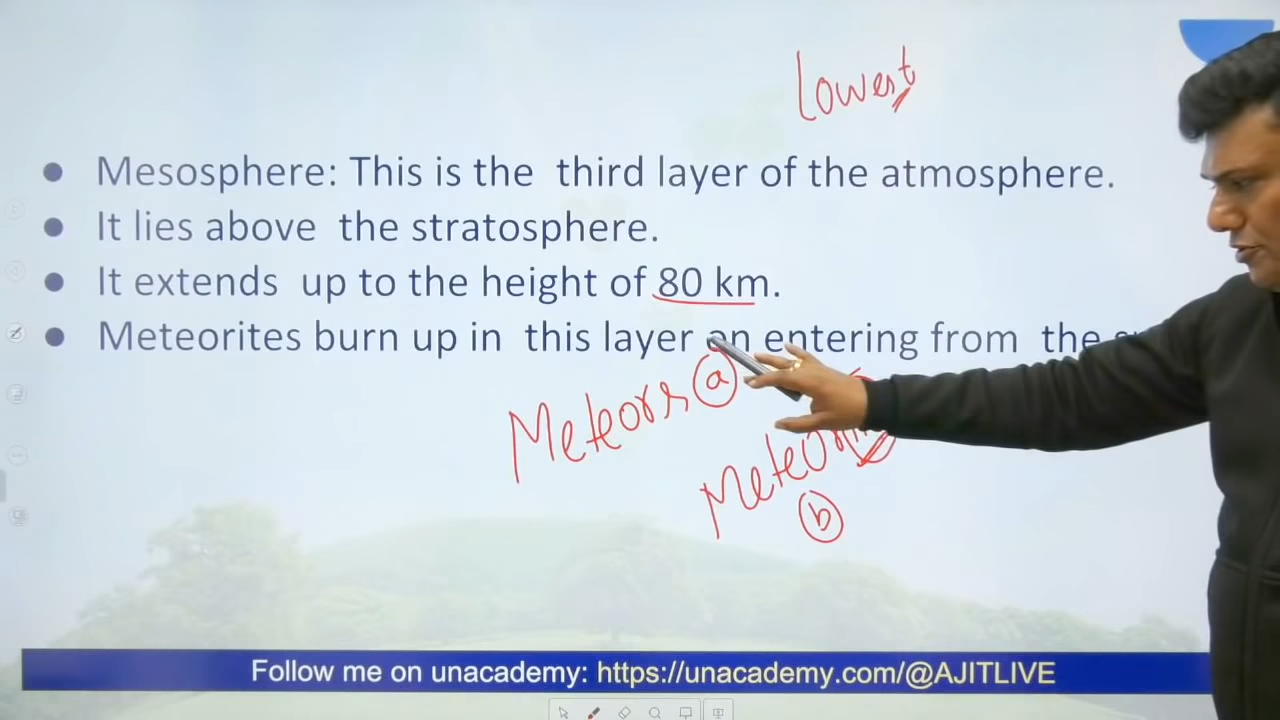 Lowest
● Mesosphere: This is the third layer of the atmosphere.
● It lies above the stratosphere.
● It extends up to the height of 80 km.
● Meteorites burn up in this layer on entering from the
Meteors (a)
(b)
Follow me on unacademy: https://unacademy.com/@AJITLIVE